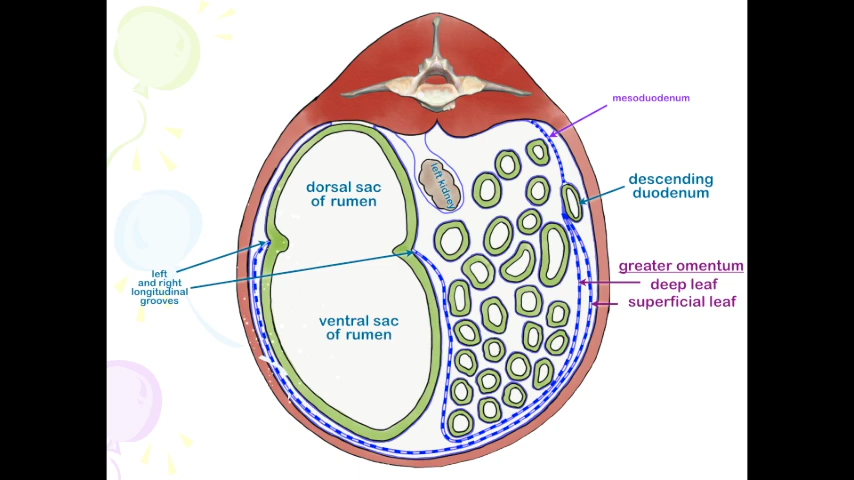 mesoduodenum
dorsal sac
of rumen
left kidney
descending
duodenum
left
and right
longitudinal
grooves
greater omentum
deep leaf
superficial leaf
ventral sac
of rumen